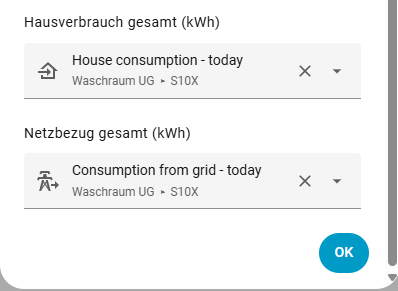 Hausverbrauch gesamt (kWh)
House consumption - today
Waschraum UG ▸ S10X
Netzbezug gesamt (kWh)
Consumption from grid - today
Waschraum UG ▸ S10X
OK